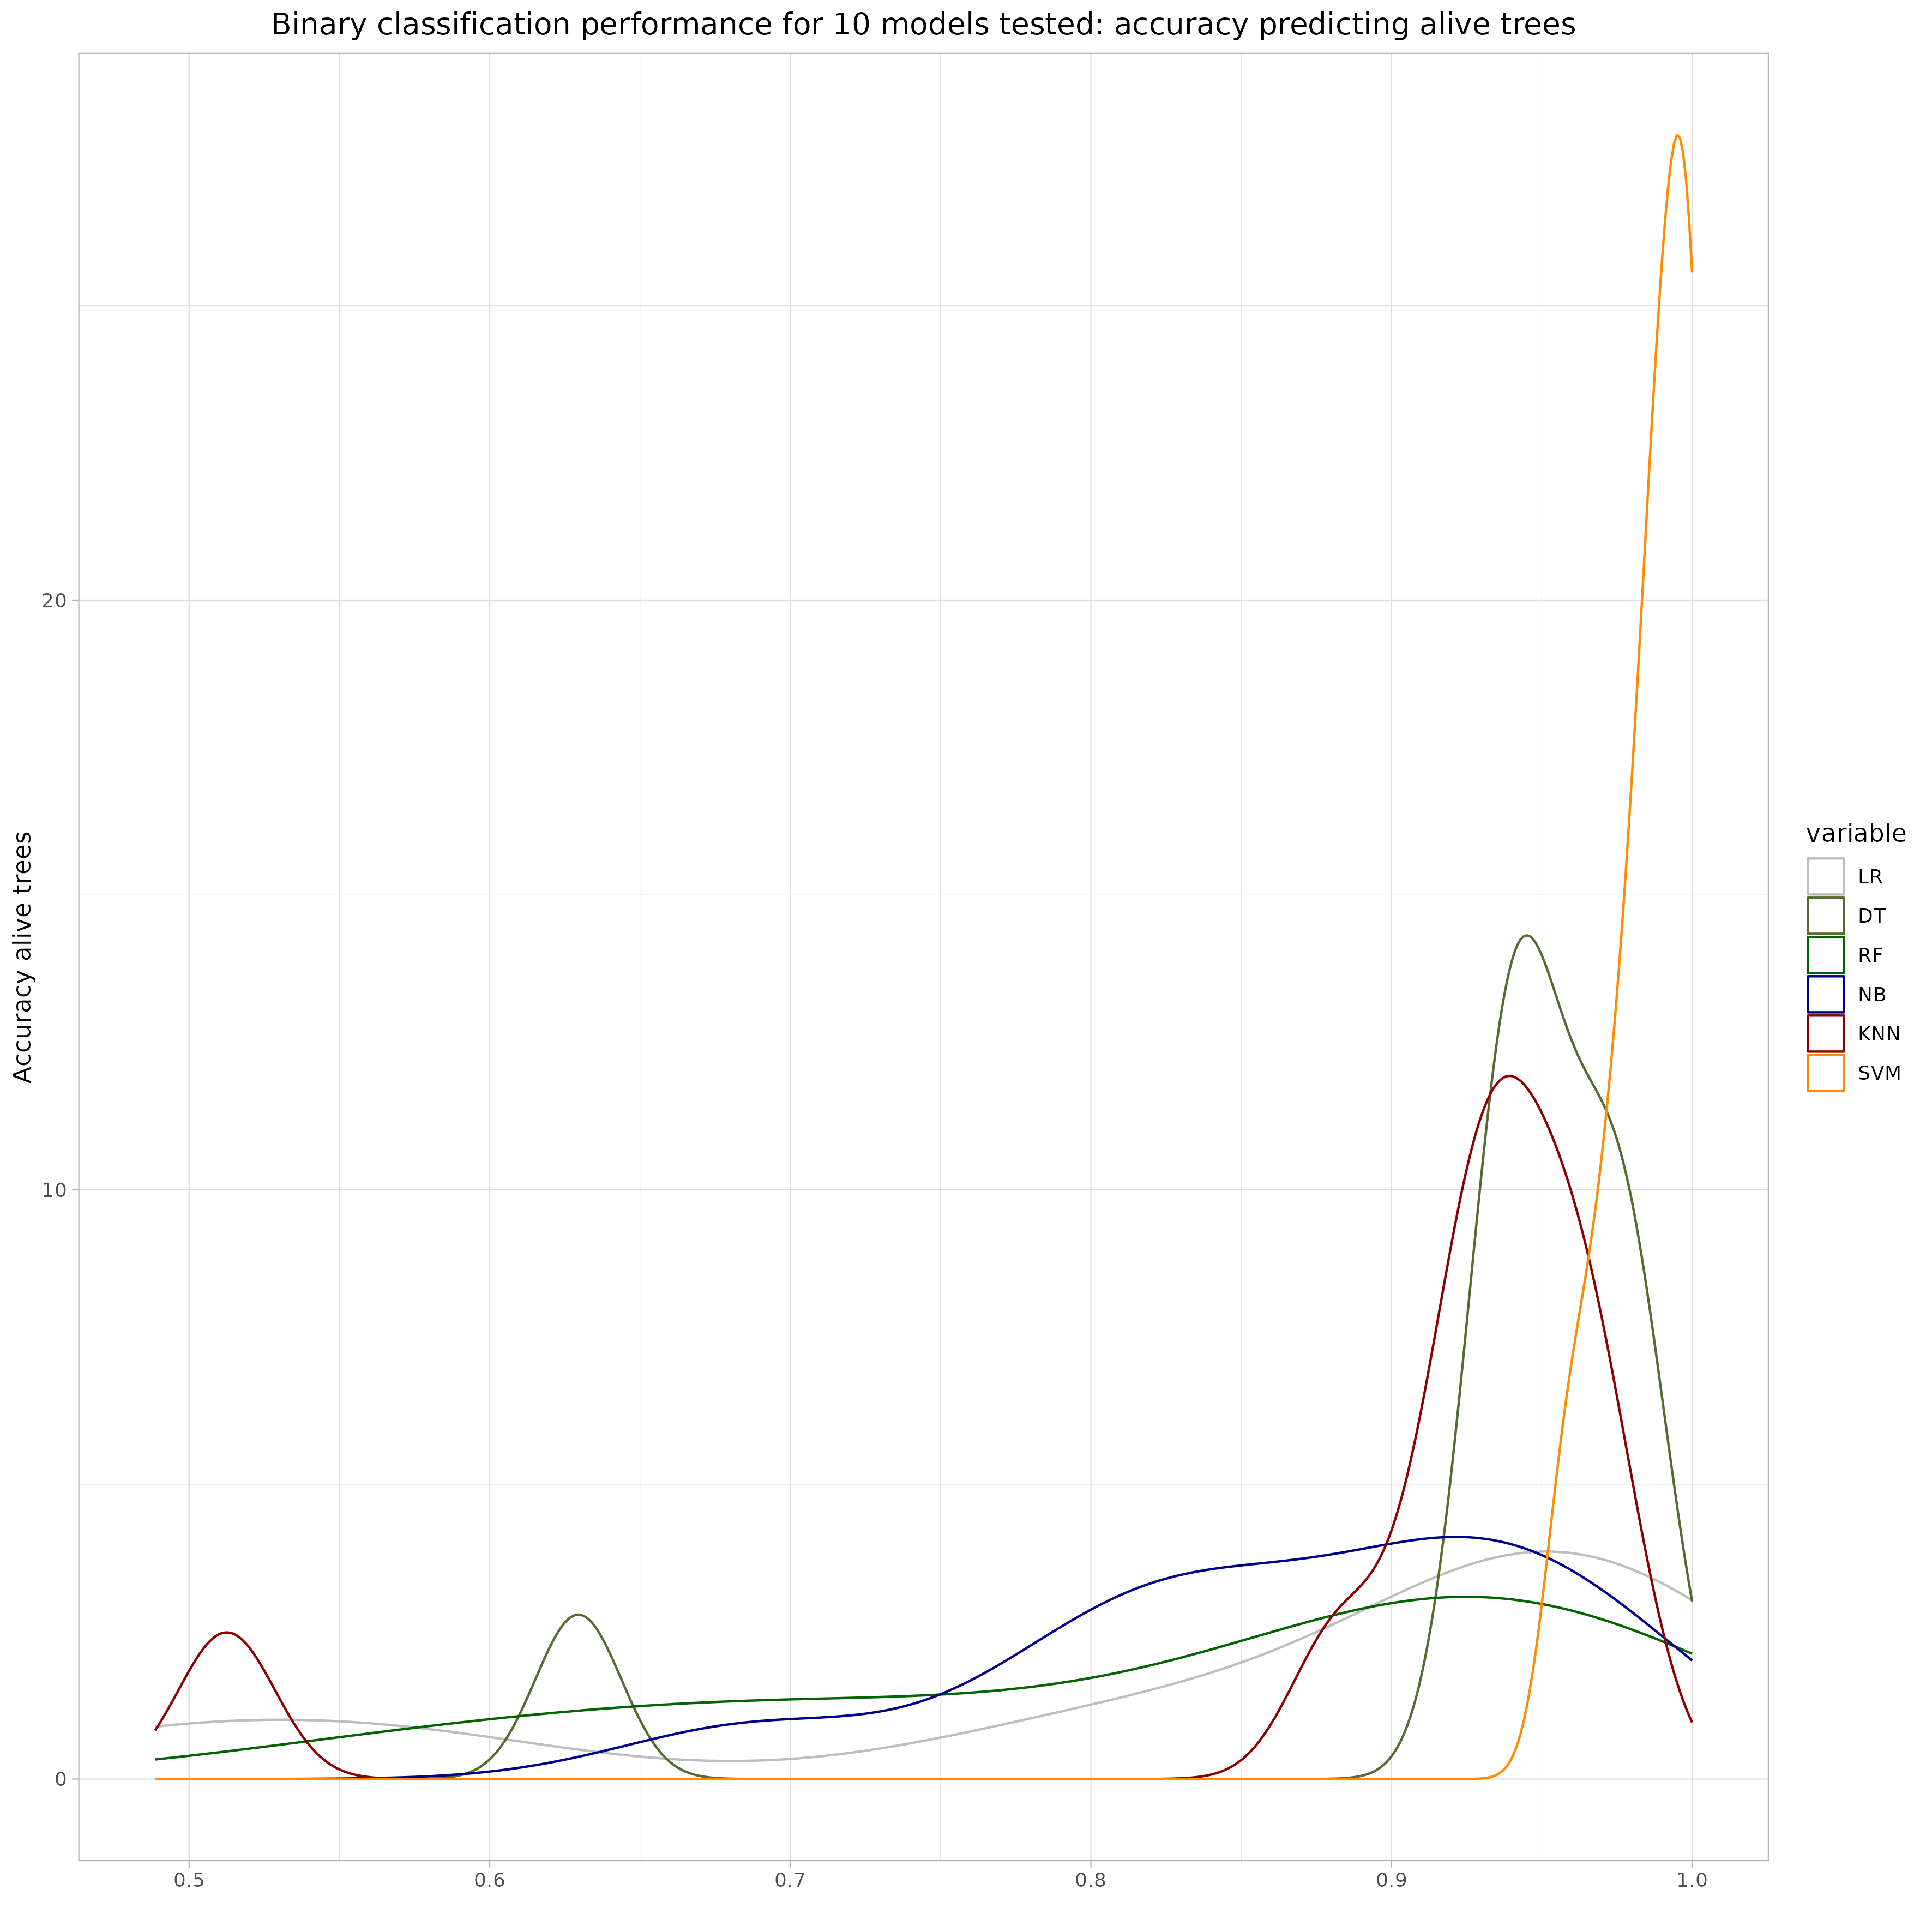 Binary classification performance for 10 models tested: accuracy predicting alive trees
Accuracy alive trees
20
10
0
0.5 0.6 0.7 0.8 0.9 1.0
variable
LR
DT
RF
NB
KNN
SVM